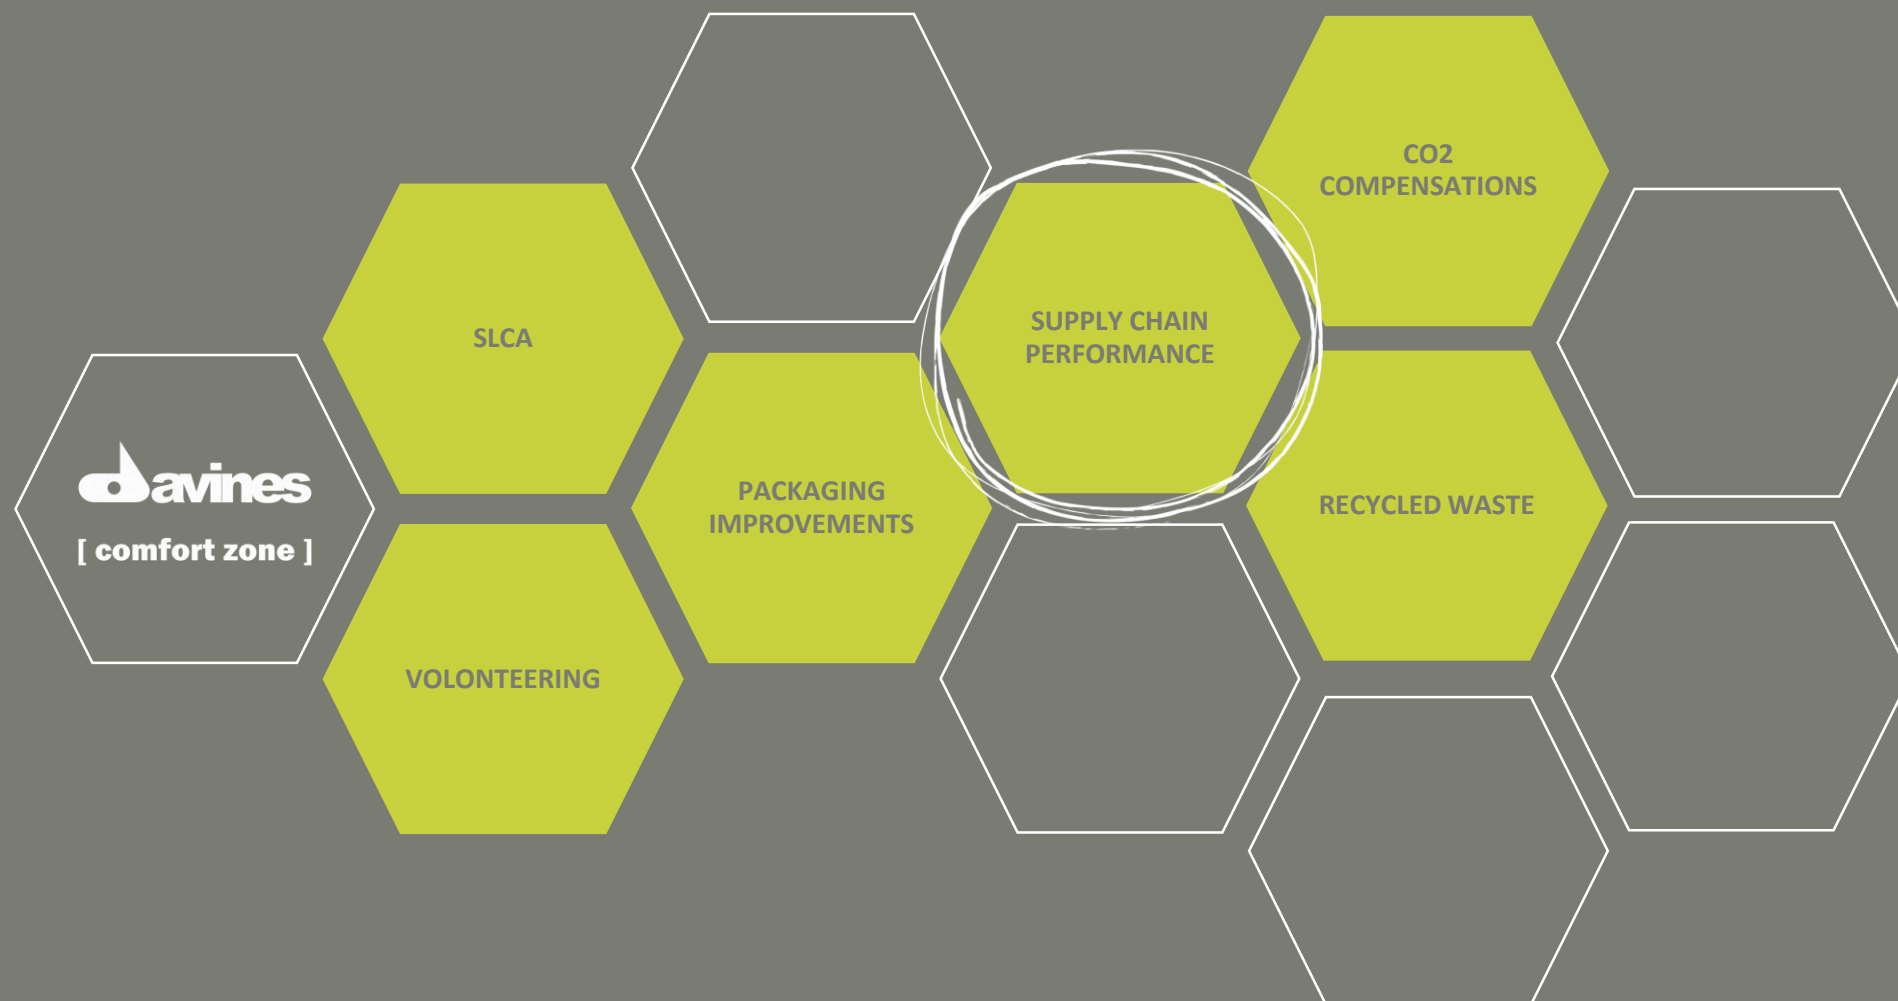 davines
[ comfort zone ]
SLCA
VOLONTEERING
PACKAGING
IMPROVEMENTS
SUPPLY CHAIN
PERFORMANCE
CO2
COMPENSATIONS
RECYCLED WASTE